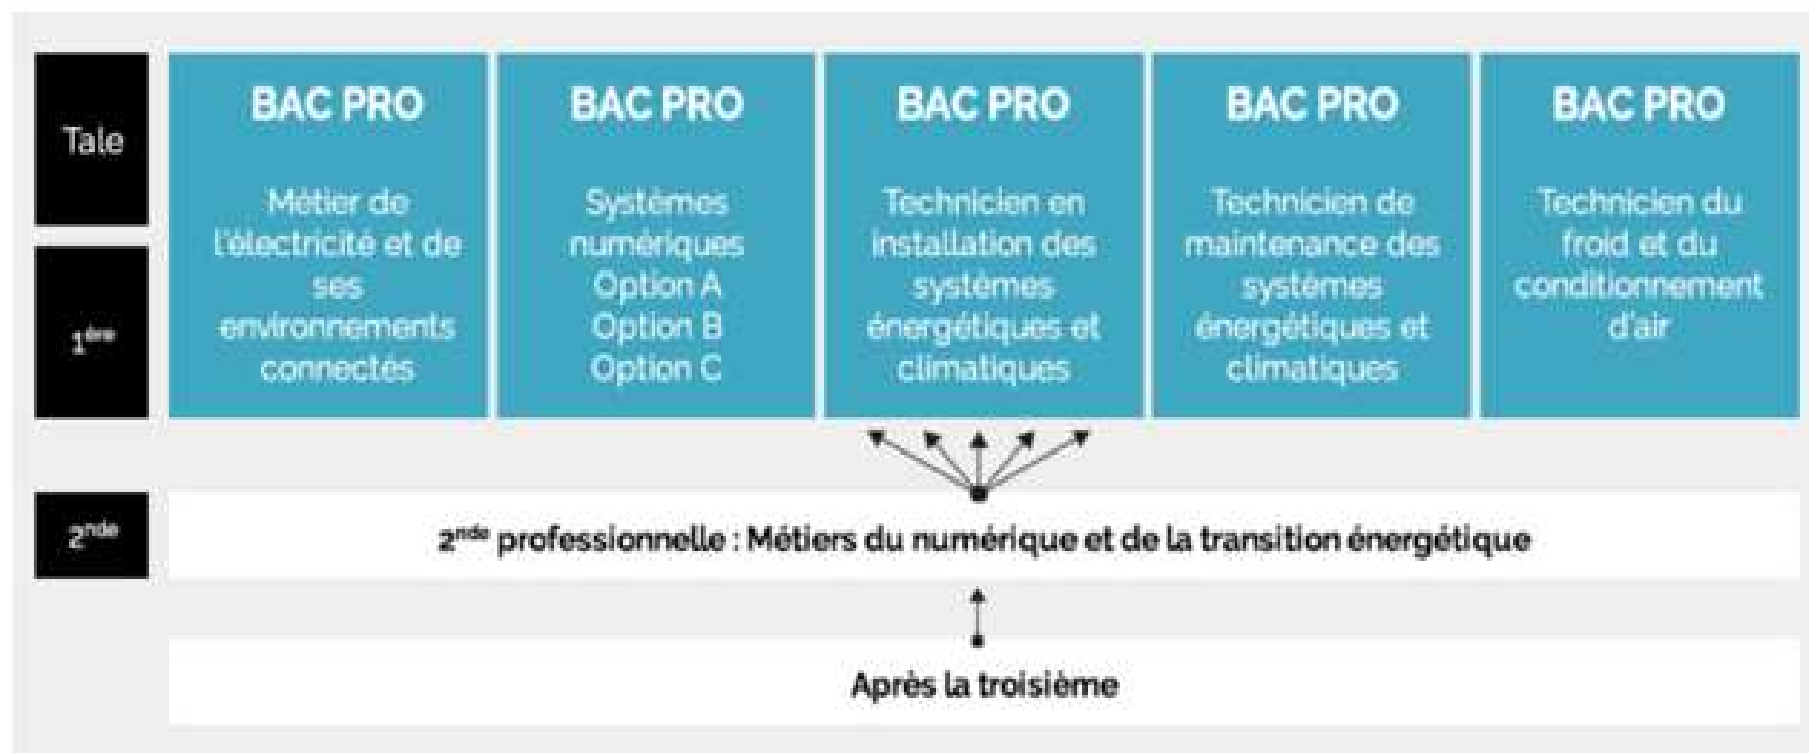 Tale
1ère
BAC PRO
Métier de
l'électricité et de
ses
environnements
connectés
BAC PRO
Systèmes
numériques
Option A
Option B
Option C
BAC PRO
Technicien en
installation des
systèmes
énergétiques et
climatiques
BAC PRO
Technicien de
maintenance des
systèmes
énergétiques et
climatiques
BAC PRO
Technicien du
froid et du
conditionnement
d'air
2nde
2nde professionnelle : Métiers du numérique et de la transition énergétique
Après la troisième